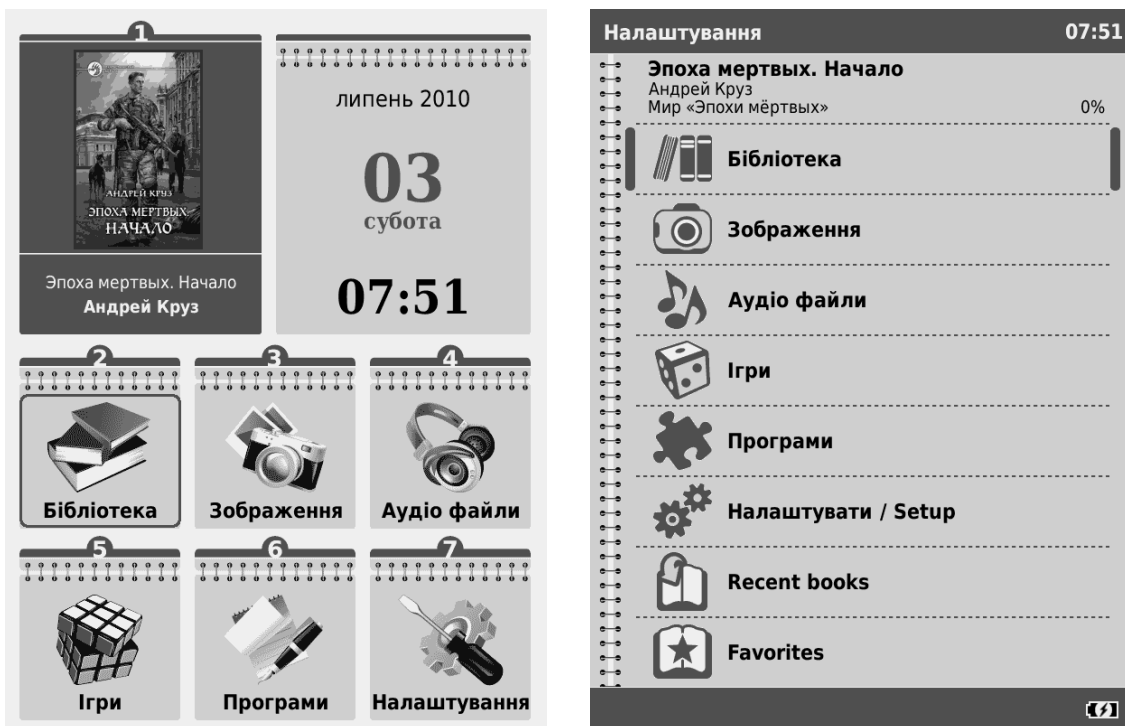 1
АНДРЕЙ КРУЗ
ЭПОХА МЕРТВЫХ
НАЧАЛО
Эпоха мертвых. Начало
Андрей Круз
липень 2010
03
субота
07:51
2
Бібліотека
3
Зображення
4
Аудіо файли
5
Ігри
6
Програми
7
Налаштування
Налаштування 07:51
Эпоха мертвых. Начало
Андрей Круз
Мир «Эпохи мёртвых» 0%
Бібліотека
Зображення
Аудіо файли
Ігри
Програми
Налаштувати / Setup
Recent books
Favorites